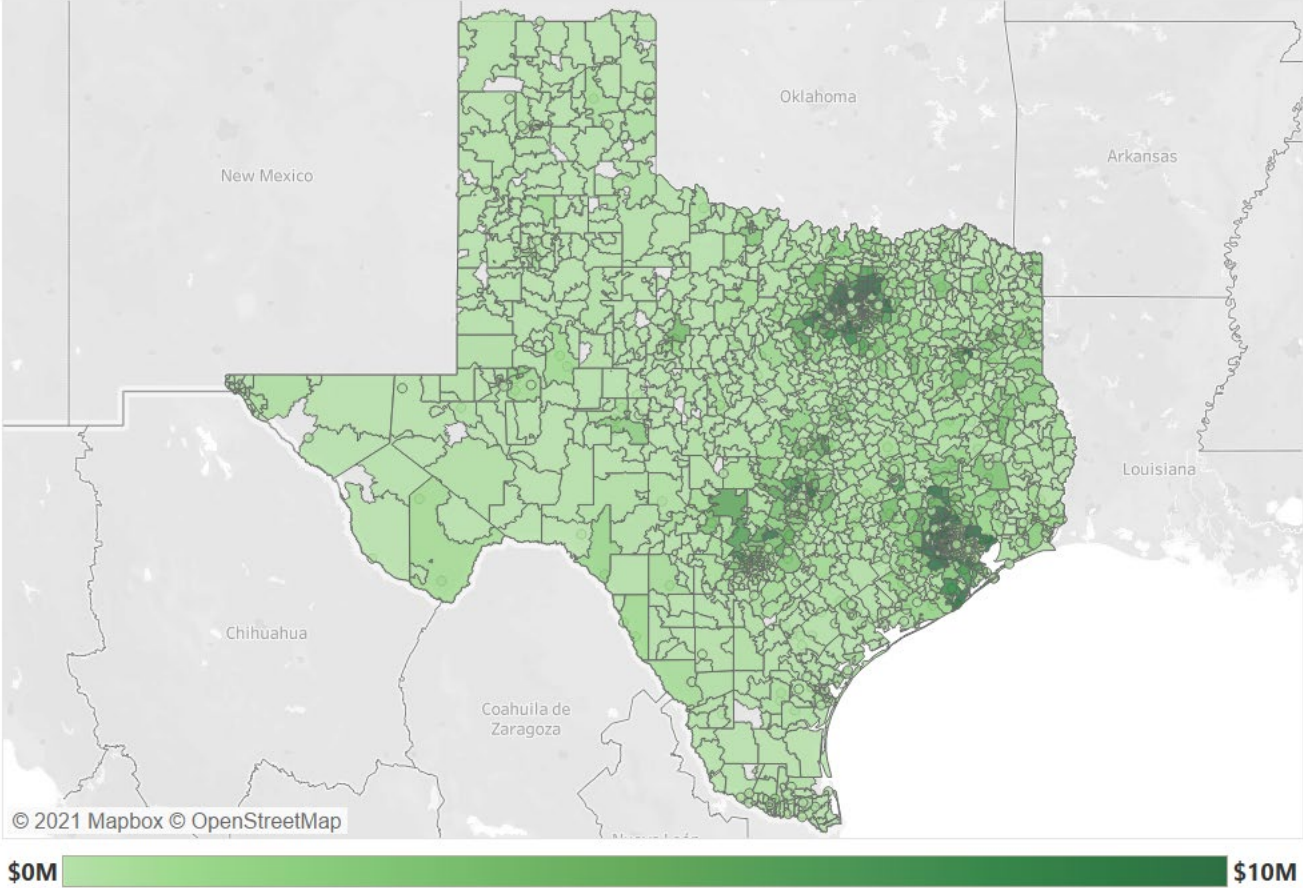 Oklahoma
Arkansas
New Mexico
Louisiana
Chihuahua
Coahuila de
Zaragoza
© 2021 Mapbox © OpenStreetMap
$0M
$10M